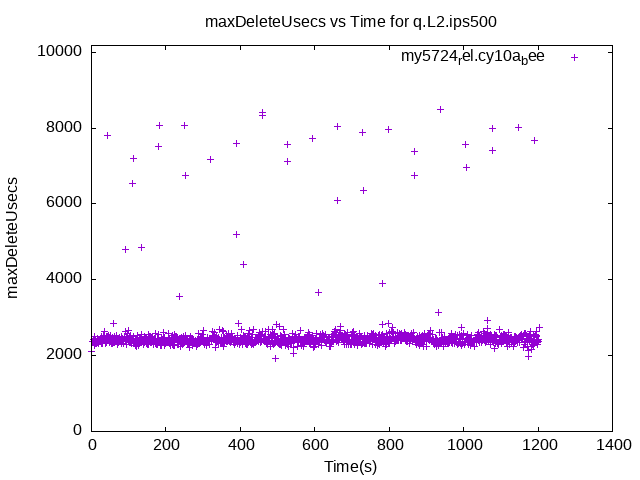 maxDeleteUsecs vs Time for q.L2.ips500
my5724rel.cy10abee
10000
8000
6000
4000
2000
0
maxDeleteUsecs
0 200 400 600 800 1000 1200 1400
Time(s)